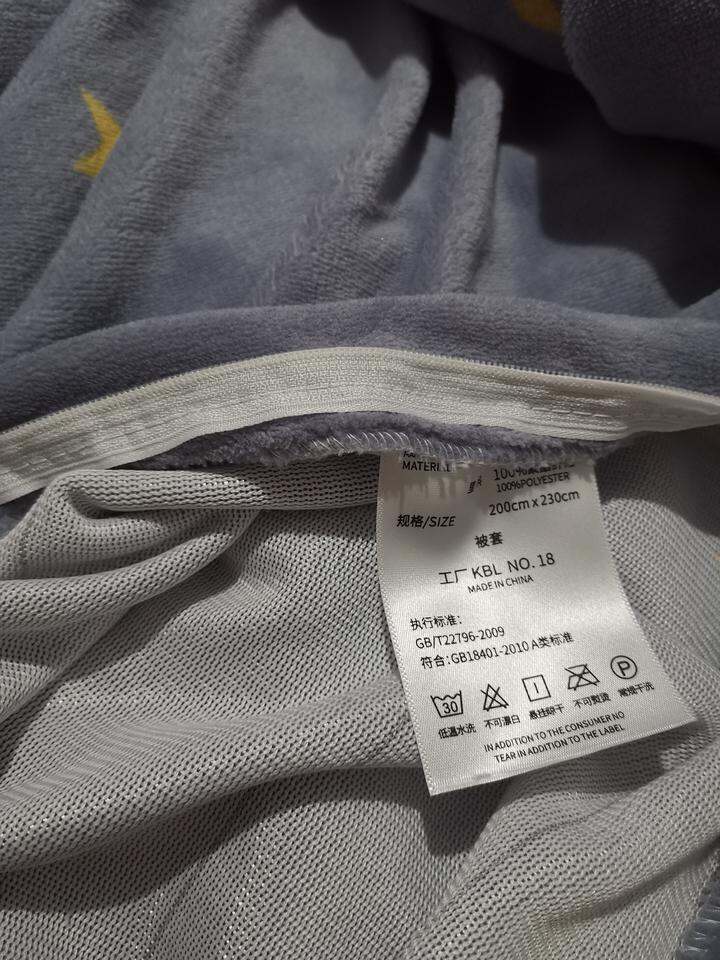 MATERIAL
100%POLYESTER
规格/SIZE 200cm x 230cm
被套
工厂 KBL NO. 18
MADE IN CHINA
执行标准:
GB/T22796-2009
符合:GB18401-2010 A类标准
30 P
低温水洗 不可漂白 悬挂晾干 不可熨烫 常规干洗
IN ADDITION TO THE CONSUMER NO
TEAR IN ADDITION TO THE LABEL